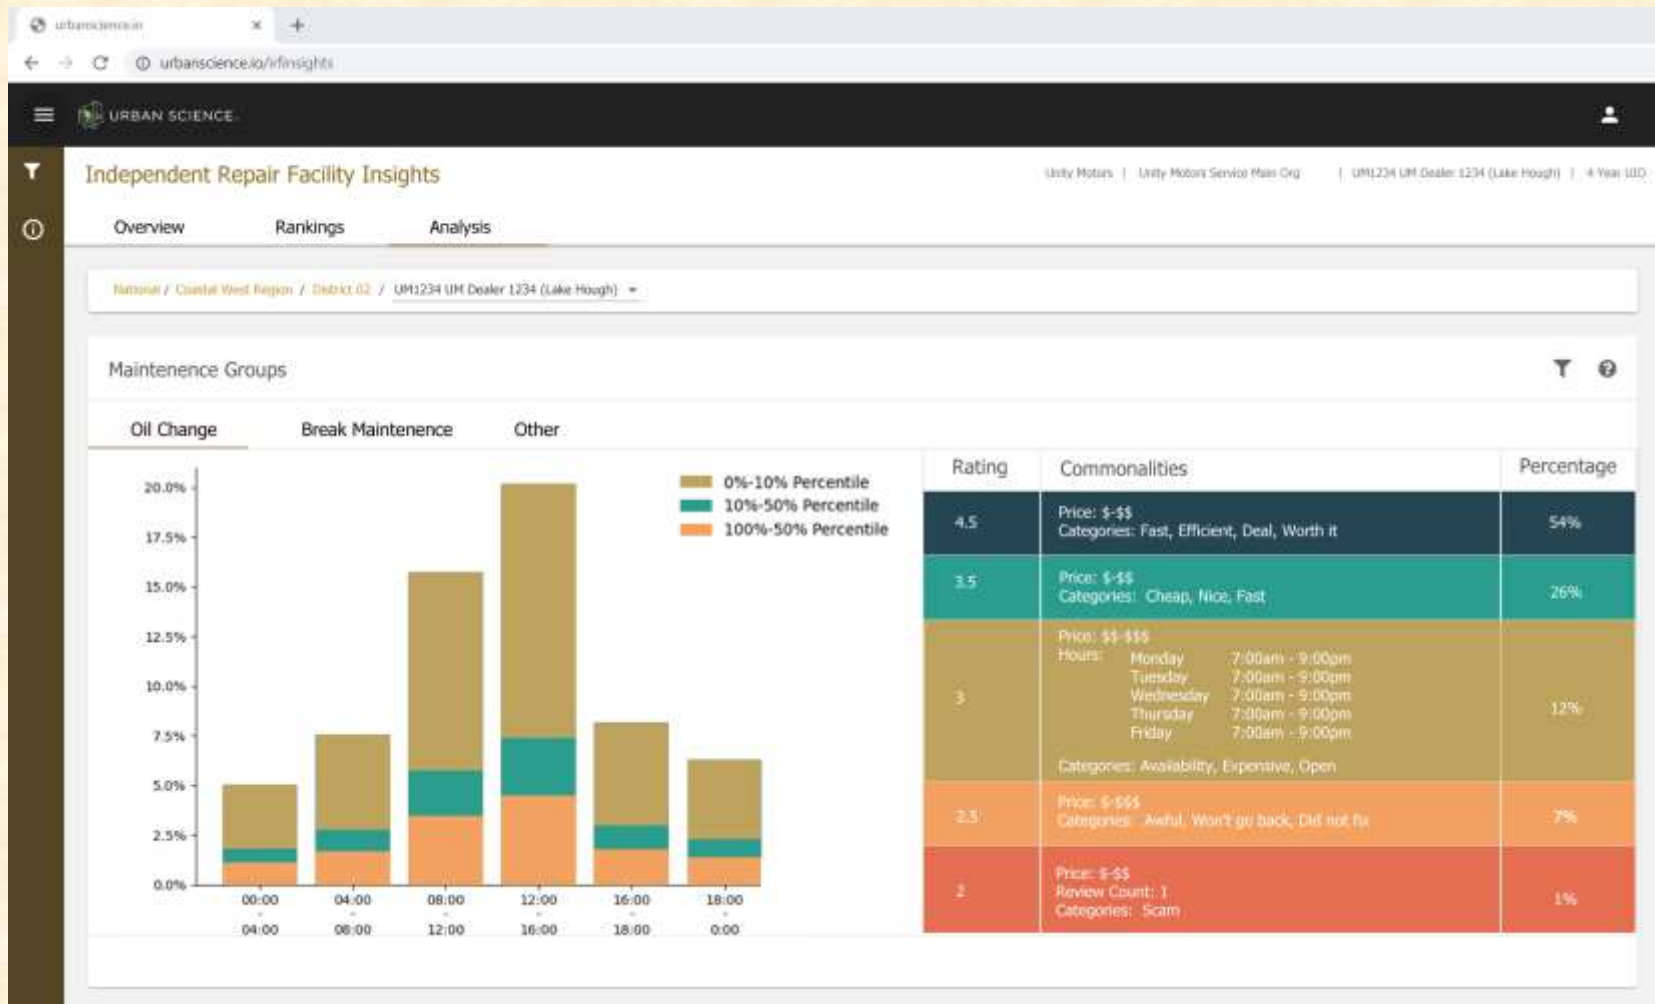 urbanscience.io
urbanscience.io/irfinsights
URBAN SCIENCE.
Independent Repair Facility Insights
Unity Motors | Unity Motors Service Main Org | UM1234 UM Dealer 1234 (Lake Hough) | 4 Year UIO
Overview Rankings Analysis
National / Coastal West Region / District 02 / UM1234 UM Dealer 1234 (Lake Hough)
Maintenence Groups
Oil Change Break Maintenence Other
20.0%
17.5%
15.0%
12.5%
10.0%
7.5%
5.0%
2.5%
0.0%
00:00 04:00 08:00 12:00 16:00 18:00
- - - - - -
04:00 08:00 12:00 16:00 18:00 0:00
0%-10% Percentile
10%-50% Percentile
100%-50% Percentile
Rating Commonalities Percentage
4.5
Price: $-$$
Categories: Fast, Efficient, Deal, Worth it
54%
3.5
Price: $-$$
Categories: Cheap, Nice, Fast
26%
3
Price: $$-$$$
Hours: Monday 7:00am - 9:00pm
Tuesday 7:00am - 9:00pm
Wednesday 7:00am - 9:00pm
Thursday 7:00am - 9:00pm
Friday 7:00am - 9:00pm
Categories: Availability, Expensive, Open
12%
2.5
Price: $-$$$
Categories: Awful, Won't go back, Did not fix
7%
2
Price: $-$$
Review Count: 1
Categories: Scam
1%